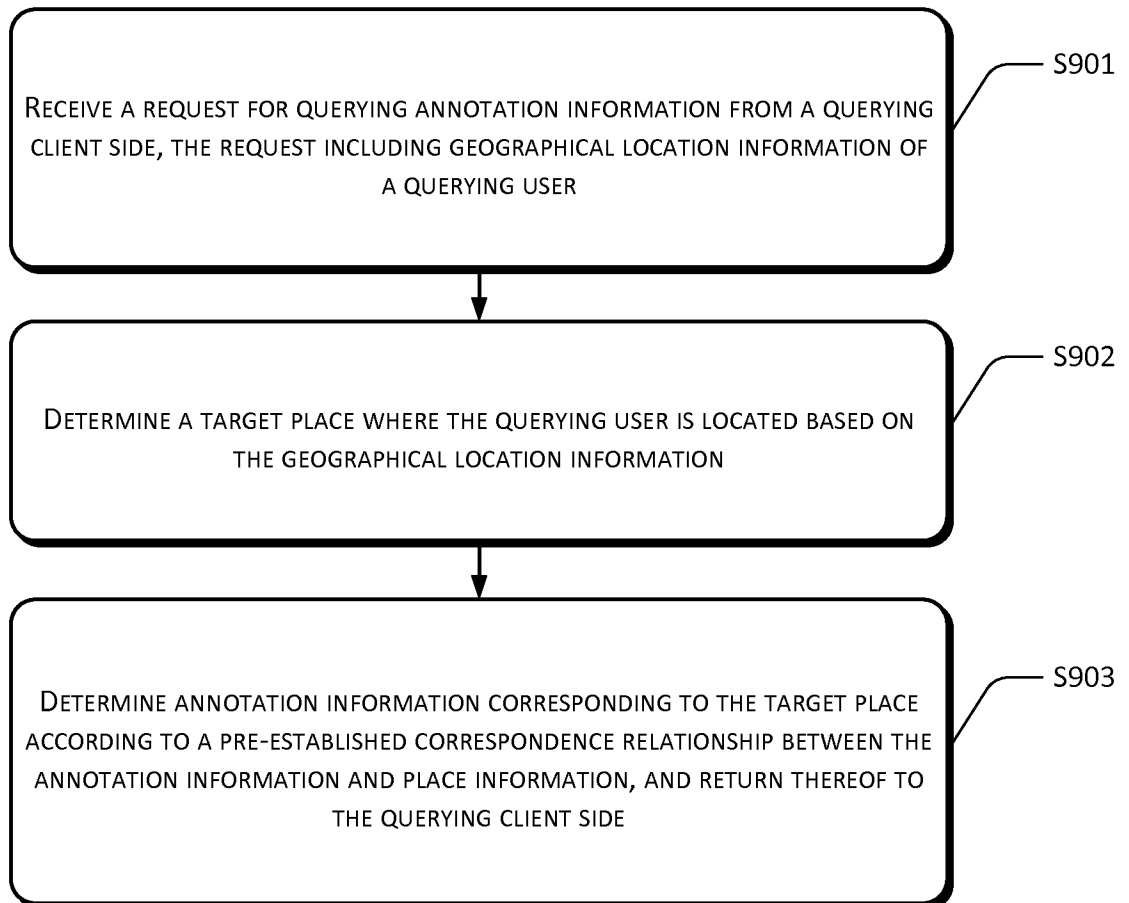 RECEIVE A REQUEST FOR QUERYING ANNOTATION INFORMATION FROM A QUERYING
CLIENT SIDE, THE REQUEST INCLUDING GEOGRAPHICAL LOCATION INFORMATION OF
A QUERYING USER
S901
DETERMINE A TARGET PLACE WHERE THE QUERYING USER IS LOCATED BASED ON
THE GEOGRAPHICAL LOCATION INFORMATION
S902
DETERMINE ANNOTATION INFORMATION CORRESPONDING TO THE TARGET PLACE
ACCORDING TO A PRE-ESTABLISHED CORRESPONDENCE RELATIONSHIP BETWEEN THE
ANNOTATION INFORMATION AND PLACE INFORMATION, AND RETURN THEREOF TO
THE QUERYING CLIENT SIDE
S903